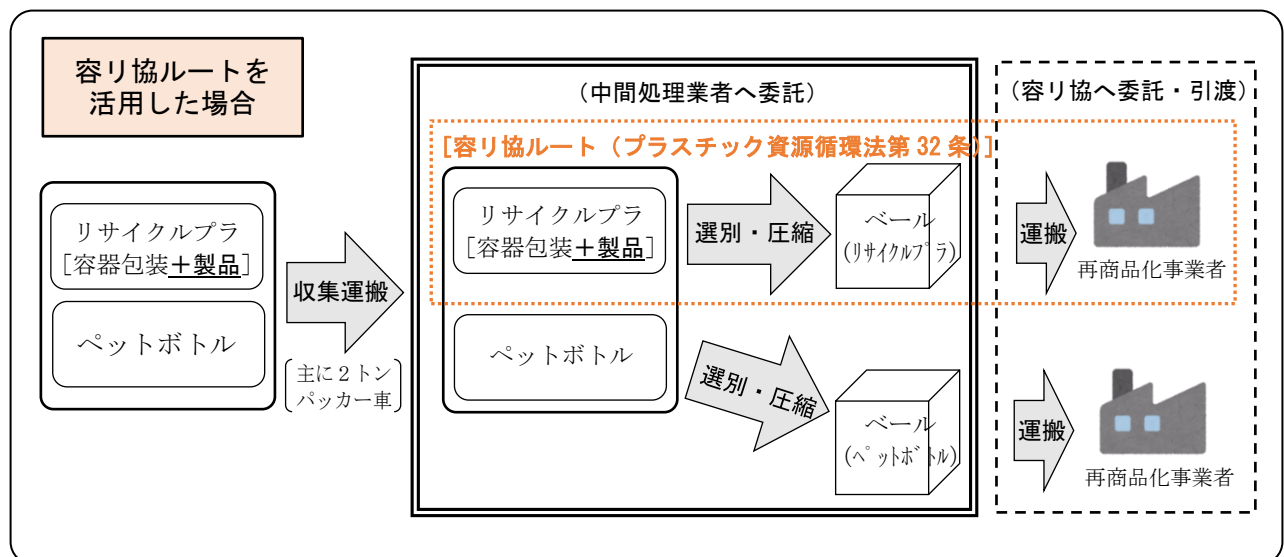 容リ協ルートを
活用した場合
(中間処理業者へ委託)
(容リ協へ委託・引渡)
[容リ協ルート（プラスチック資源循環法第 32 条)]
リサイクルプラ
[容器包装＋製品]
ペットボトル
収集運搬
主に２トン
パッカー車
リサイクルプラ
[容器包装＋製品]
ペットボトル
選別・圧縮
ベール
(ﾘｻｲｸﾙﾌﾟﾗ)
運搬
再商品化事業者
選別・圧縮
ベール
(ﾍﾟｯﾄﾎﾞﾄﾙ)
運搬
再商品化事業者